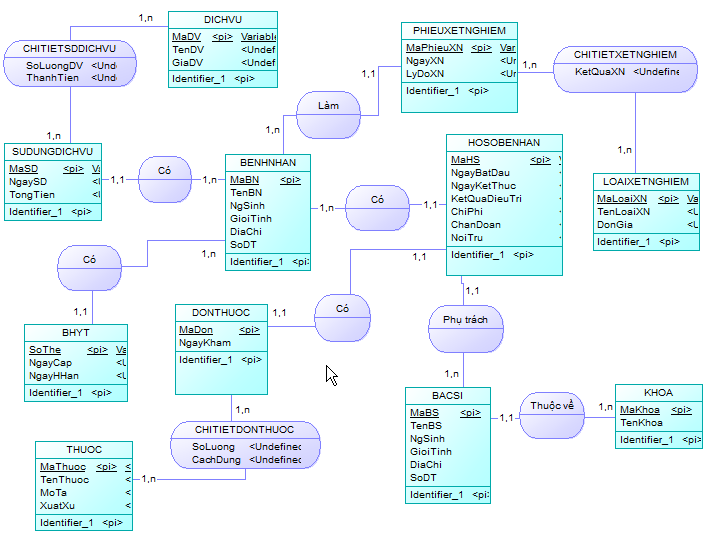 DICHVU
MaDV <pi> Variable
TenDV <Undef
GiaDV <Undef
Identifier_1 <pi>
1,n
CHITIETSDDICHVU
SoLuongDV <Und
ThanhTien <Und
1,n
SUDUNGDICHVU
MaSD <pi> Va
NgaySD <
TongTien <
Identifier_1 <pi>
1,1
Có
1,n
PHIEUXETNGHIEM
MaPhieuXN <pi> Var
NgayXN <Ur
LyDoXN <Ur
Identifier_1 <pi>
1,n
CHITIETXETNGHIEM
KetQuaXN <Undefine
1,n
LOAIXETNGHIEM
MaLoaiXN <pi> Va
TenLoaiXN <U
DonGia <U
Identifier_1 <pi>
1,1
Làm
1,n
BENHNHAN
MaBN <pi>
TenBN
NgSinh
GioiTinh
DiaChi
SoDT
Identifier_1 <pi>
1,n
Có
1,1
HOSOBENHAN
MaHS <pi> V
NgayBatDau <
NgayKetThuc <
KetQuaDieuTri <
ChiPhi <
ChanDoan <
NoiTru <
Identifier_1 <pi>
1,n
Có
1,1
BHYT
SoThe <pi> Va
NgayCap <U
NgayHHan <U
Identifier_1 <pi>
DONTHUOC
MaDon <pi>
NgayKham
Identifier_1 <pi>
1,1
Có
1,1
1,1
Phụ trách
1,n
BACSI
MaBS <pi>
TenBS
NgSinh
GioiTinh
DiaChi
SoDT
Identifier_1 <pi>
1,1
Thuộc về
1,n
KHOA
MaKhoa <pi>
TenKhoa
Identifier_1 <pi>
1,n
CHITIETDONTHUOC
SoLuong <Undefined
CachDung <Undefined
1,n
THUOC
MaThuoc <pi> <
TenThuoc <
MoTa <
XuatXu <
Identifier_1 <pi>